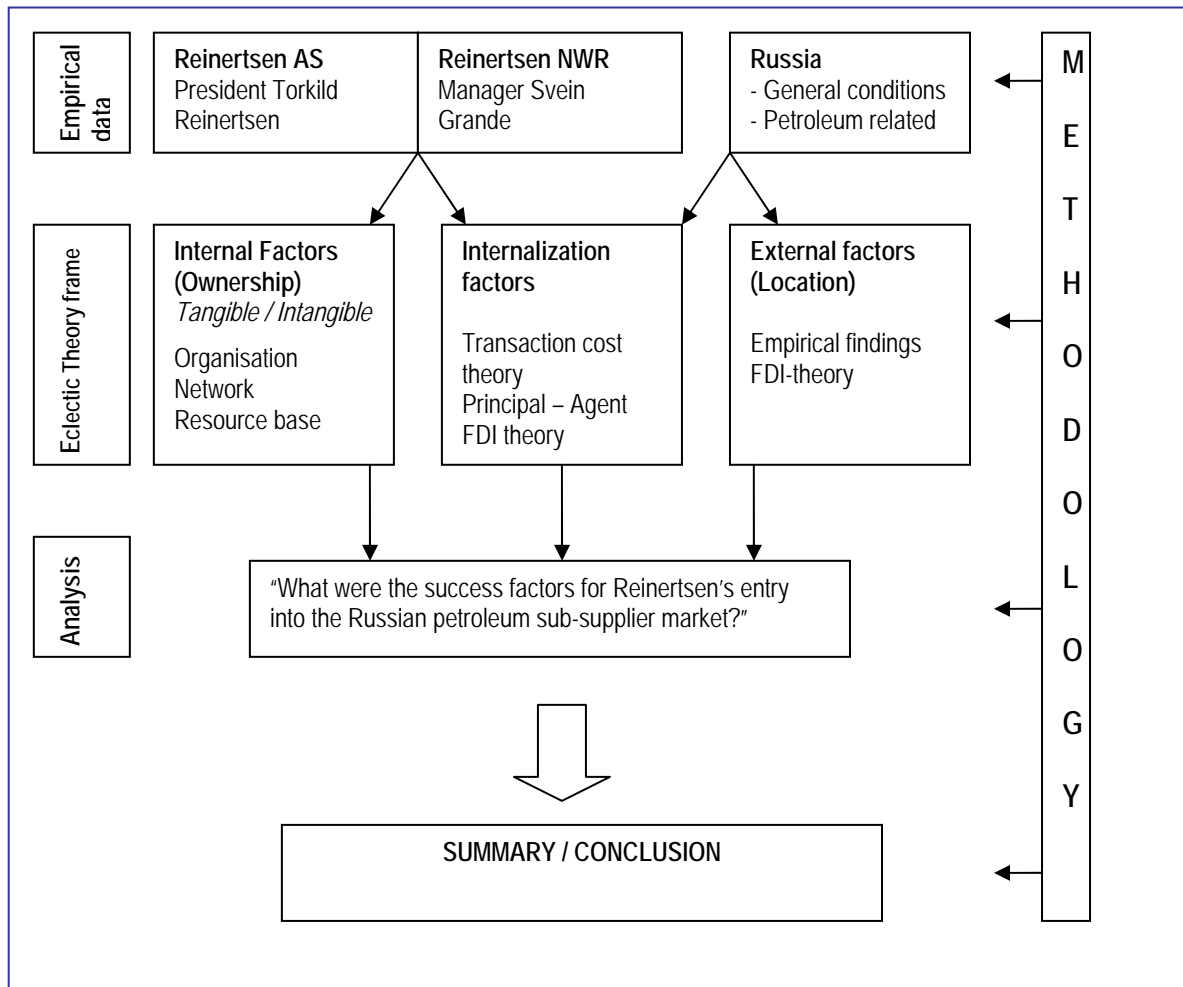 Empirical
data
Reinertsen AS
President Torkild
Reinertsen
Reinertsen NWR
Manager Svein
Grande
Russia
- General conditions
- Petroleum related
Eclectic Theory frame
Internal Factors
(Ownership)
Tangible / Intangible
Organisation
Network
Resource base
Internalization
factors
Transaction cost
theory
Principal – Agent
FDI theory
External factors
(Location)
Empirical findings
FDI-theory
Analysis
“What were the success factors for Reinertsen’s entry
into the Russian petroleum sub-supplier market?”
SUMMARY / CONCLUSION
M
E
T
H
O
D
O
L
O
G
Y